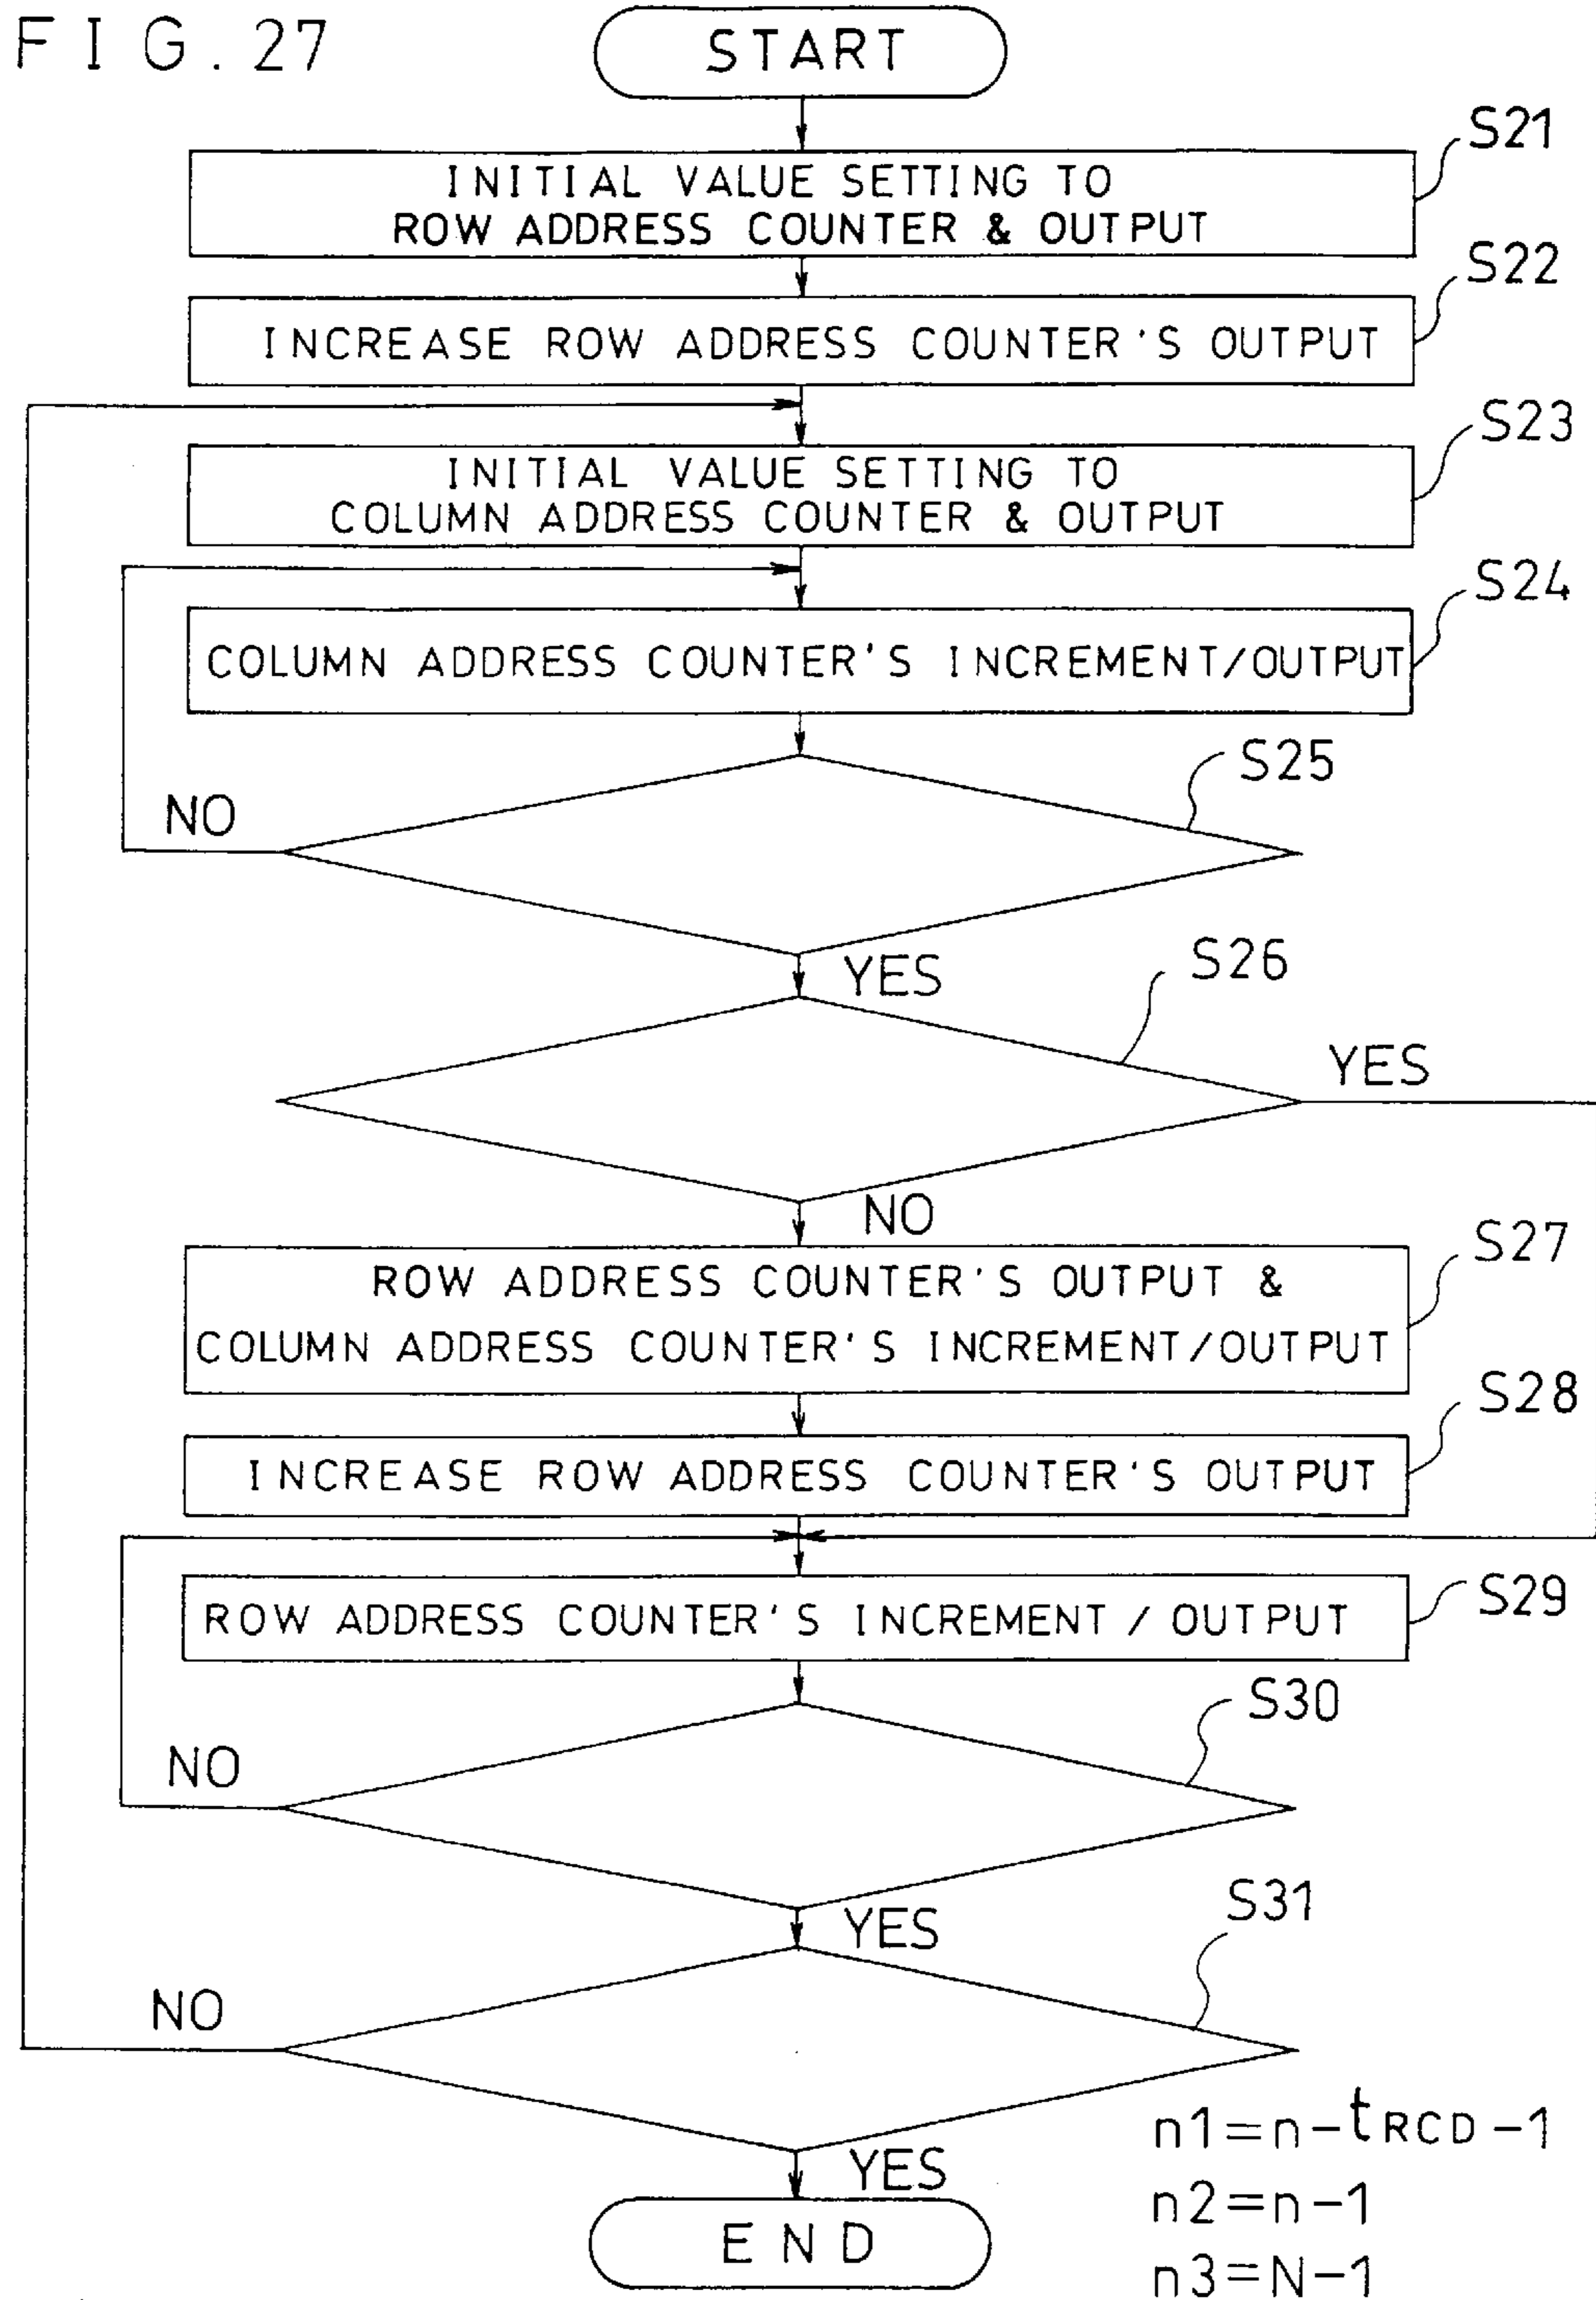 FIG. 27
START
S21
INITIAL VALUE SETTING TO
ROW ADDRESS COUNTER & OUTPUT
S22
INCREASE ROW ADDRESS COUNTER'S OUTPUT
S23
INITIAL VALUE SETTING TO
COLUMN ADDRESS COUNTER & OUTPUT
S24
COLUMN ADDRESS COUNTER'S INCREMENT/OUTPUT
S25
NO
YES
S26
YES
NO
S27
ROW ADDRESS COUNTER'S OUTPUT &
COLUMN ADDRESS COUNTER'S INCREMENT/OUTPUT
S28
INCREASE ROW ADDRESS COUNTER'S OUTPUT
S29
ROW ADDRESS COUNTER'S INCREMENT / OUTPUT
S30
NO
YES
S31
NO
YES
END
n1=n-tRCD-1
n2=n-1
n3=N-1